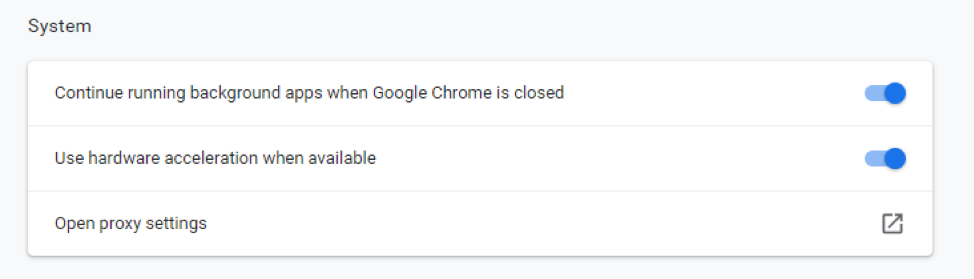 System
Continue running background apps when Google Chrome is closed
Use hardware acceleration when available
Open proxy settings